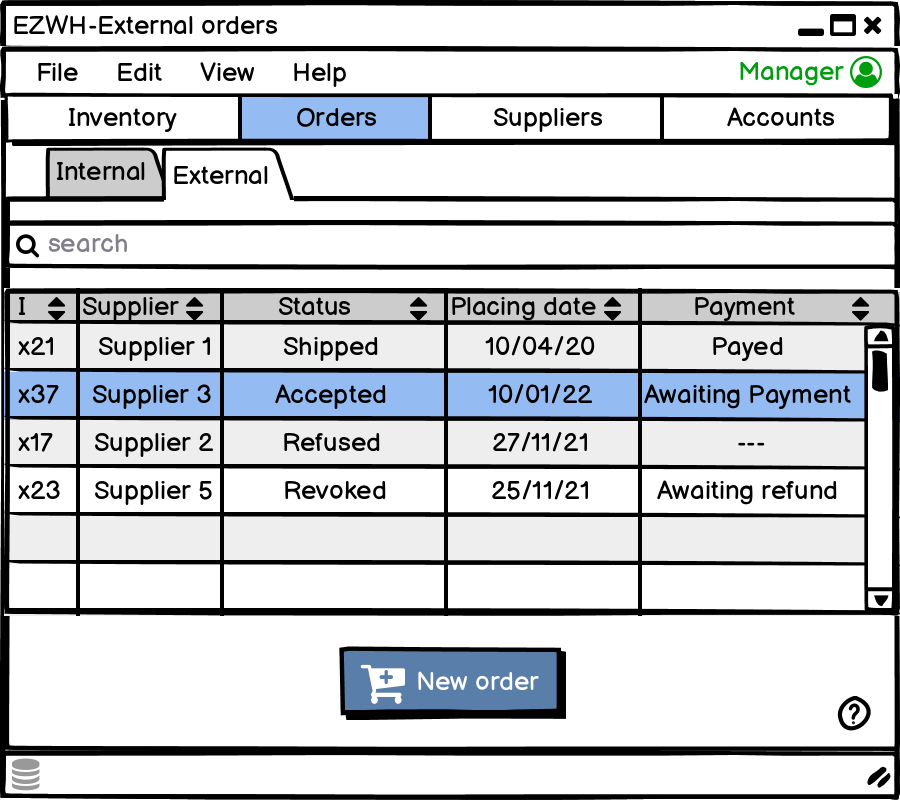 EZWH-External orders
File Edit View Help Manager
Inventory Orders Suppliers Accounts
Internal External
search
I Supplier Status Placing date Payment
x21 Supplier 1 Shipped 10/04/20 Payed
x37 Supplier 3 Accepted 10/01/22 Awaiting Payment
x17 Supplier 2 Refused 27/11/21 ---
x23 Supplier 5 Revoked 25/11/21 Awaiting refund
New order
?